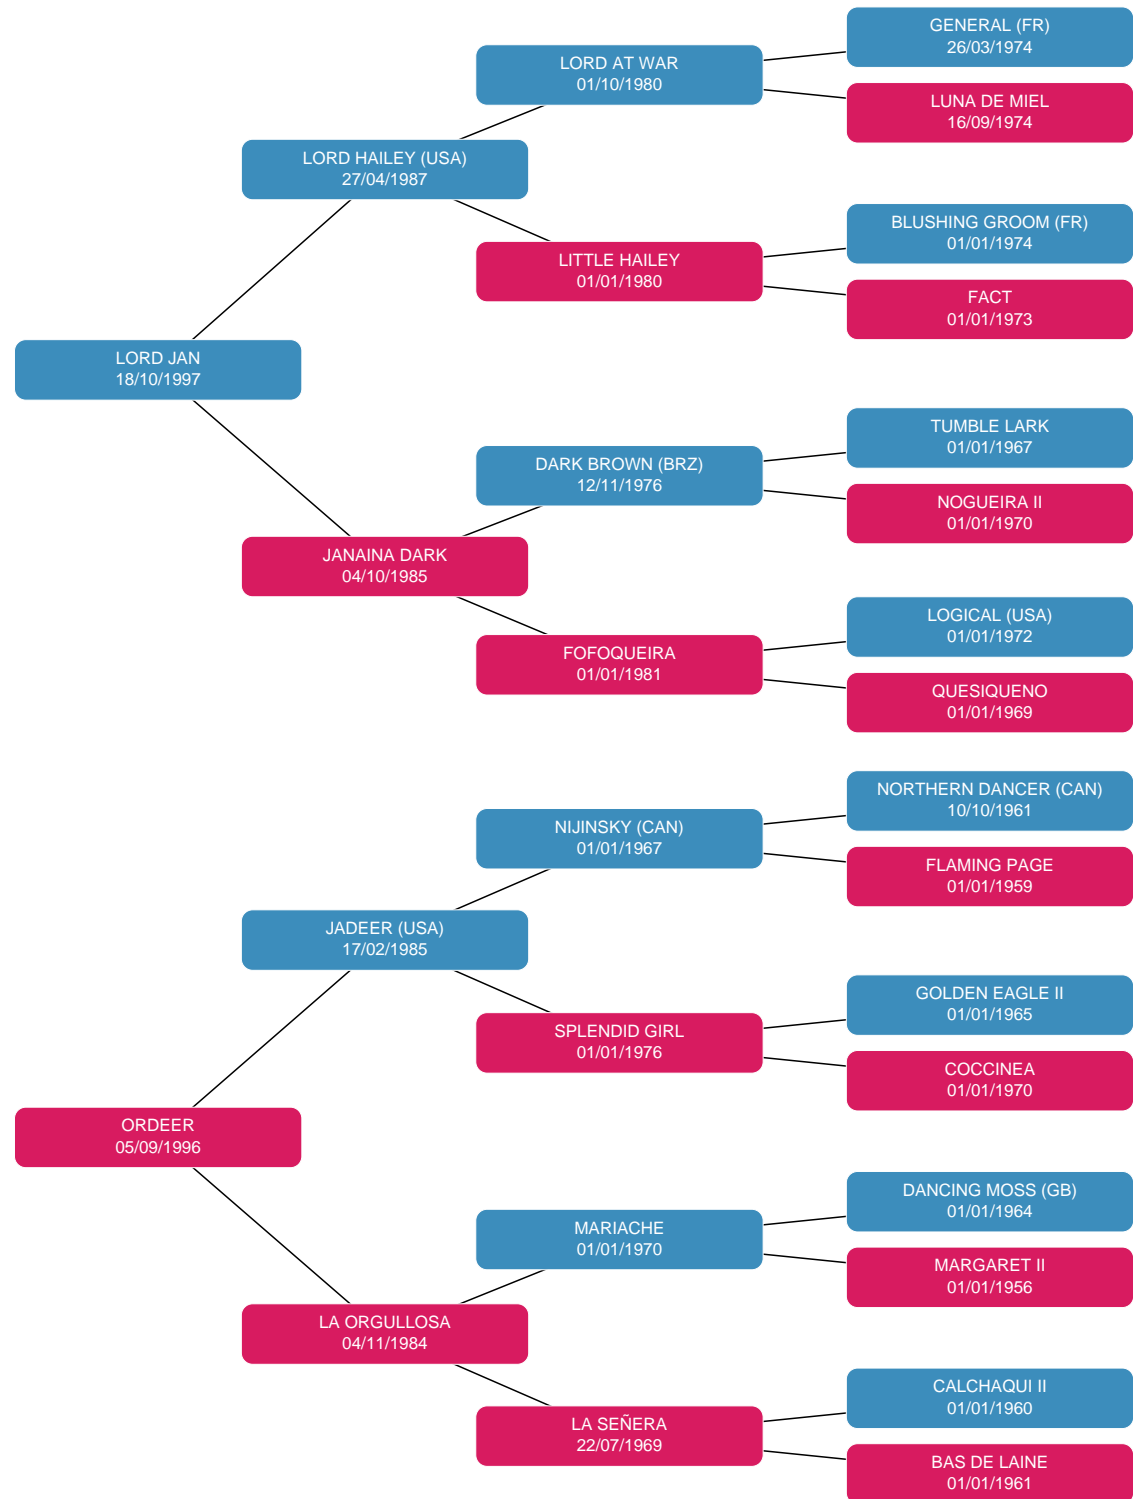 GENERAL (FR)
26/03/1974
LORD AT WAR
01/10/1980
LUNA DE MIEL
16/09/1974
LORD HAILEY (USA)
27/04/1987
BLUSHING GROOM (FR)
01/01/1974
LITTLE HAILEY
01/01/1980
FACT
01/01/1973
LORD JAN
18/10/1997
TUMBLE LARK
01/01/1967
DARK BROWN (BRZ)
12/11/1976
NOGUEIRA II
01/01/1970
JANAINA DARK
04/10/1985
LOGICAL (USA)
01/01/1972
FOFOQUEIRA
01/01/1981
QUESIQUENO
01/01/1969
NORTHERN DANCER (CAN)
10/10/1961
NIJINSKY (CAN)
01/01/1967
FLAMING PAGE
01/01/1959
JADEER (USA)
17/02/1985
GOLDEN EAGLE II
01/01/1965
SPLENDID GIRL
01/01/1976
COCCINEA
01/01/1970
ORDEER
05/09/1996
DANCING MOSS (GB)
01/01/1964
MARIACHE
01/01/1970
MARGARET II
01/01/1956
LA ORGULLOSA
04/11/1984
CALCHAQUI II
01/01/1960
LA SEÑERA
22/07/1969
BAS DE LAINE
01/01/1961